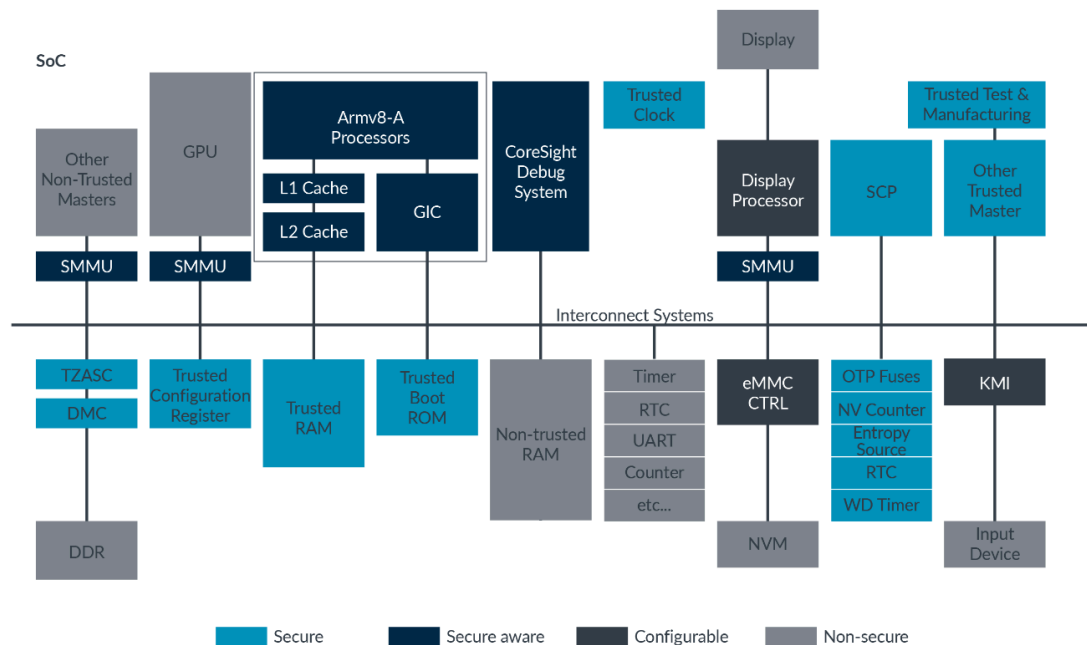 SoC
Display
Other
Non-Trusted
Masters
GPU
Armv8-A
Processors
L1 Cache
L2 Cache
GIC
CoreSight
Debug
System
Trusted
Clock
Display
Processor
SCP
Trusted Test &
Manufacturing
Other
Trusted
Master
SMMU
SMMU
SMMU
Interconnect Systems
TZASC
DMC
DDR
Trusted
Configuration
Register
Trusted
RAM
Trusted
Boot
ROM
Non-trusted
RAM
Timer
RTC
UART
Counter
etc...
eMMC
CTRL
NVM
OTP Fuses
NV Counter
Entropy
Source
RTC
WD Timer
KMI
Input
Device
Secure
Secure aware
Configurable
Non-secure